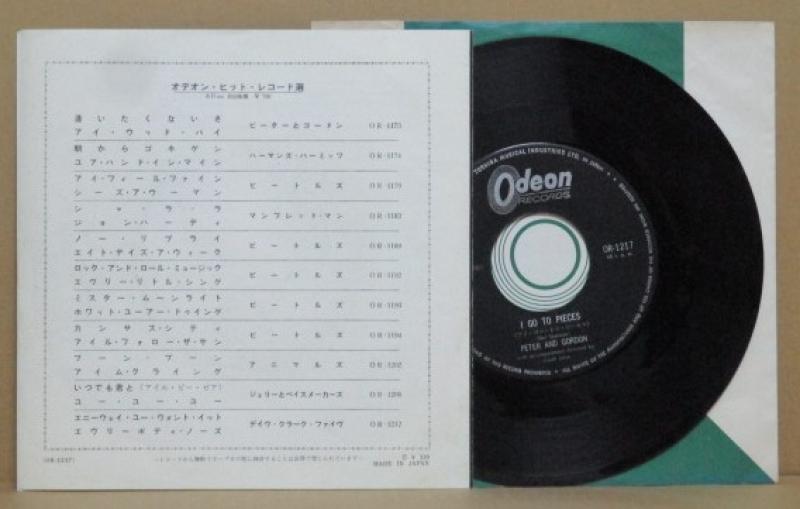 オデオン・ヒット・レコード選
逢いたくないさ
アイ・ウッド・バイ
ピーターとゴードン
OR-1175
朝からゴキゲン
ユア・ハンド・イン・マイン
ハーマンズ・ハーミッツ
アイ・フィール・ファイン
シーズ・ア・ウーマン
ビートルズ
OR-1179
シャ・ラ・ラ
ジョン・ハーディ
マンフレッド・マン
OR-1183
ノー・リプライ
エイト・デイズ・ア・ウィーク
ビートルズ
OR-1189
ロック・アンド・ロール・ミュージック
エヴリー・リトル・シング
ビートルズ
OR-1192
ミスター・ムーンライト
ホワット・ユーアー・ドゥイング
ビートルズ
OR-1193
カンサス・シティ
アイル・フォロー・ザ・サン
ビートルズ
OR-1194
ブーン・ブーン
アイム・クライング
アニマルズ
OR-1202
いつでも君と(アイル・ビー・ゼア)
ユー・ユー・ユー
ジェリーとペイスメーカーズ
エニーウェイ・ユー・ウォント・イット
エヴリーボディ・ノーズ
デイヴ・クラーク・ファイヴ
OR-1212
(OR-1217)
MADE IN JAPAN
TOSHIBA MUSICAL INDUSTRIES LTD. in Japan
Odeon
RECORDS
OR-1217
I GO TO PIECES
PETER AND GORDON